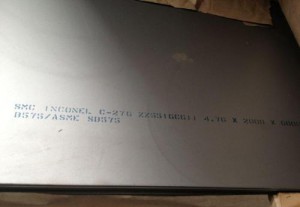 SMC INCONEL C-276 4.76 X 2000 X
B575/ASME SB575